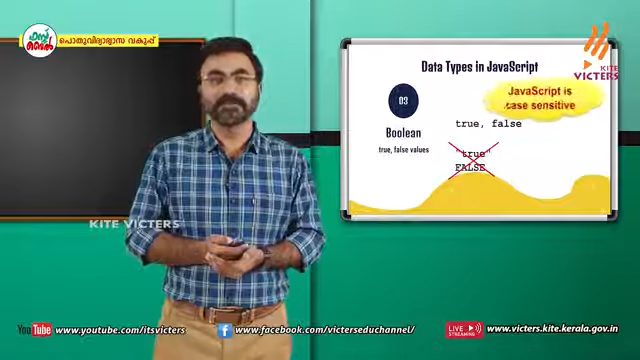 ഫസ്റ്റ്
ബെൽ
പൊതുവിദ്യാഭ്യാസ വകുപ്പ്
KITE
VICTERS
Data Types in JavaScript
JavaScript is
case sensitive
03
true, false
Boolean
true, false values
"true"
FALSE
KITE VICTERS
YouTube www.youtube.com/itsvicters
f www.facebook.com/victerseduchannel/
LIVE
STREAMING
www.victers.kite.kerala.gov.in